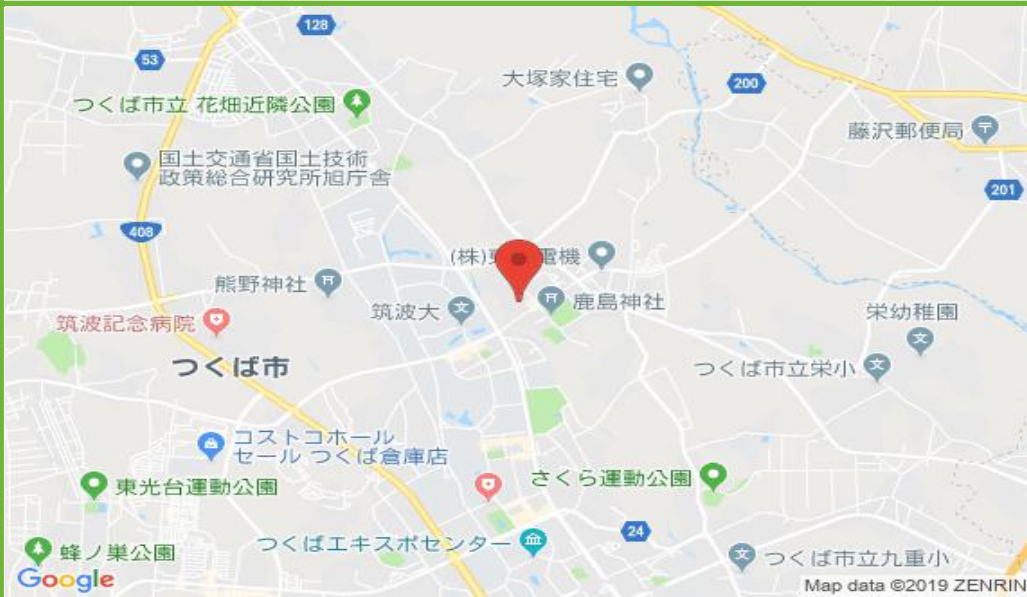 128
53
大塚家住宅
200
つくば市立 花畑近隣公園
藤沢郵便局
国土交通省国土技術
政策総合研究所旭庁舎
201
408
(株)東 電機
熊野神社
筑波大
鹿島神社
栄幼稚園
筑波記念病院
つくば市
つくば市立栄小
コストコホール
セール つくば倉庫店
東光台運動公園
さくら運動公園
24
つくばエキスポセンター
蜂ノ巣公園
つくば市立九重小
Google
Map data ©2019 ZENRIN